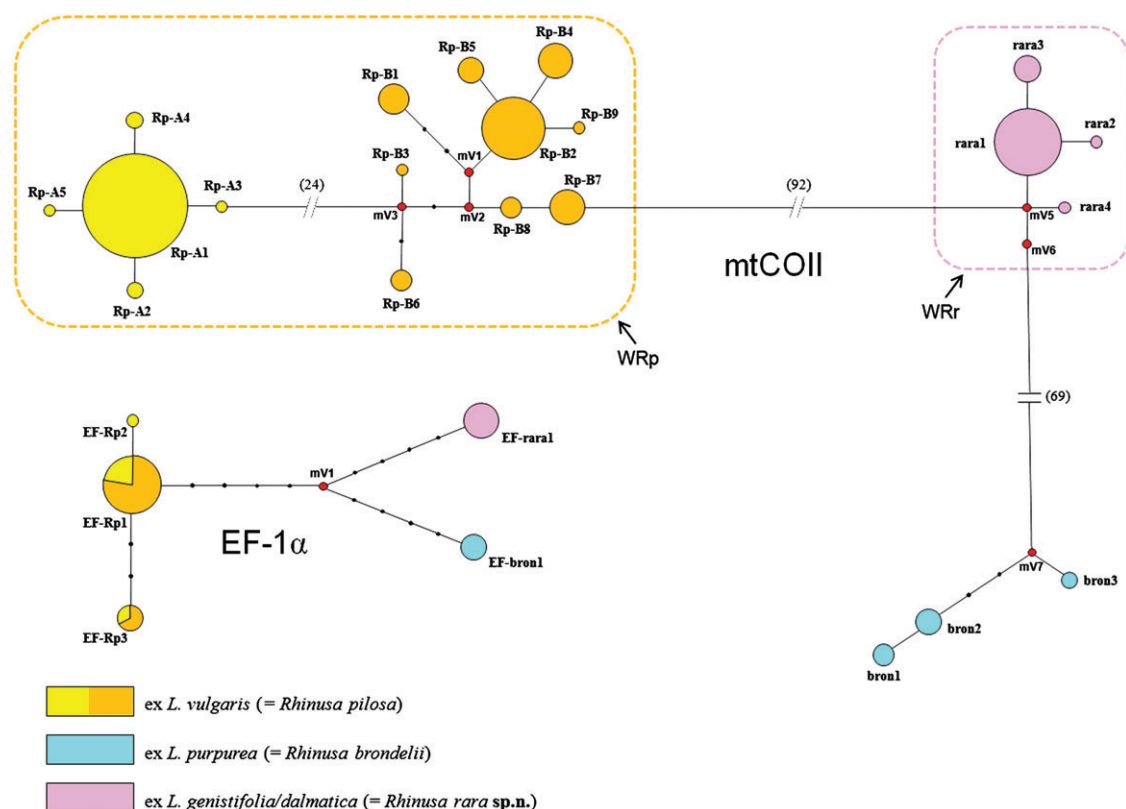 Rp-A4
Rp-A5
Rp-A3
Rp-A1
Rp-A2
(24)
Rp-B5
Rp-B4
Rp-B1
Rp-B9
Rp-B2
mV1
Rp-B3
Rp-B7
mV3
mV2
Rp-B8
Rp-B6
(92)
mtCOII
WRp
rara3
rara1
rara2
mV5
rara4
mV6
WRr
(69)
mV7
bron3
bron2
bron1
EF-Rp2
EF-Rp1
EF-Rp3
mV1
EF-1α
EF-rara1
EF-bron1
ex L. vulgaris (= Rhinusa pilosa)
ex L. purpurea (= Rhinusa brondelii)
ex L. genistifolia/dalmatica (= Rhinusa rara sp.n.)